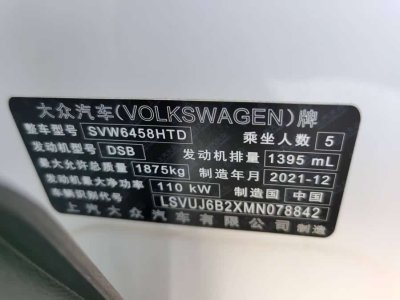 大众汽车(VOLKSWAGEN)牌
整车型号 SVW6458HTD 乘坐人数 5
发动机型号 DSB 发动机排量 1395 mL
最大允许总质量 1875kg 制造年月 2021-12
发动机最大净功率 110 kW 制造国 中国
车辆识别代号 LSVUJ6B2XMN078842
上汽大众汽车有限公司制造